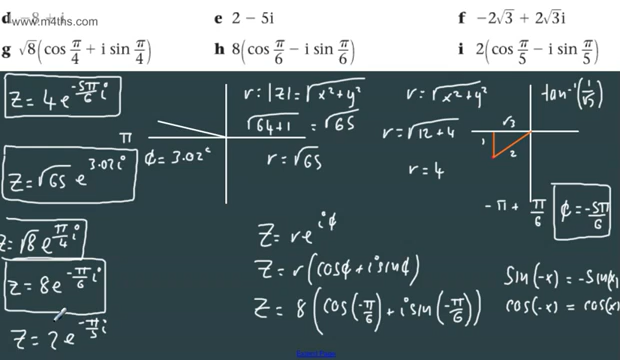 www.m4ths.com
d −8 + i
e 2 − 5i
f −2√3 + 2√3i
g √8(cos π/4 + i sin π/4)
h 8(cos π/6 − i sin π/6)
i 2(cos π/5 − i sin π/5)
Z = 4e^(-5π/6 i)
π
φ = 3.02ᶜ
r = |Z| = √(x²+y²)
√(64+1) = √65
r = √65
r = √(x²+y²)
r = √(12+4)
r = 4
tan⁻¹(1/√3)
√3
1
2
-π + π/6
φ = -5π/6
Z = √65 e^(3.02i)
Z = √8 e^(π/4 i)
Z = 8e^(-π/6 i)
Z = 2e^(-π/5 i)
Z = re^(iφ)
Z = r(cosφ + i sinφ)
Z = 8(cos(-π/6) + i sin(-π/6))
Sin(-x) = -Sin(x)
cos(-x) = cos(x)